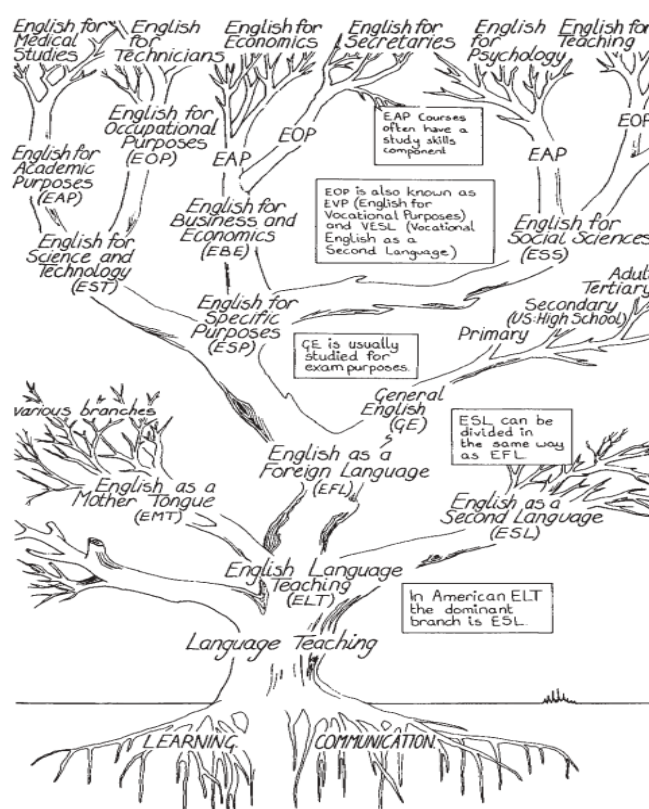 English for
Medical
Studies
English
for
Technicians
English for
Economics
English for
Secretaries
English
for
Psychology
English for
Teaching
English for
Occupational
Purposes
(EOP)
EAP Courses
often have a
study skills
component
EOP
EOP
English for
Academic
Purposes
(EAP)
EAP
EAP
EOP is also known as
EVP (English for
Vocational Purposes)
and VESL (Vocational
English as a
Second Language)
English for
Business and
Economics
(EBE)
English for
Social Sciences
(ESS)
English for
Science and
Technology
(EST)
English for
Specific
Purposes
(ESP)
Adult
Tertiary
Secondary
(US:High School)
Primary
GE is usually
studied for
exam purposes.
General
English
(GE)
various branches
ESL can be
divided in
the same way
as EFL.
English as a
Foreign Language
(EFL)
English as a
Mother Tongue
(EMT)
English as a
Second Language
(ESL)
English Language
Teaching
(ELT)
In American ELT
the dominant
branch is ESL.
Language Teaching
LEARNING
COMMUNICATION